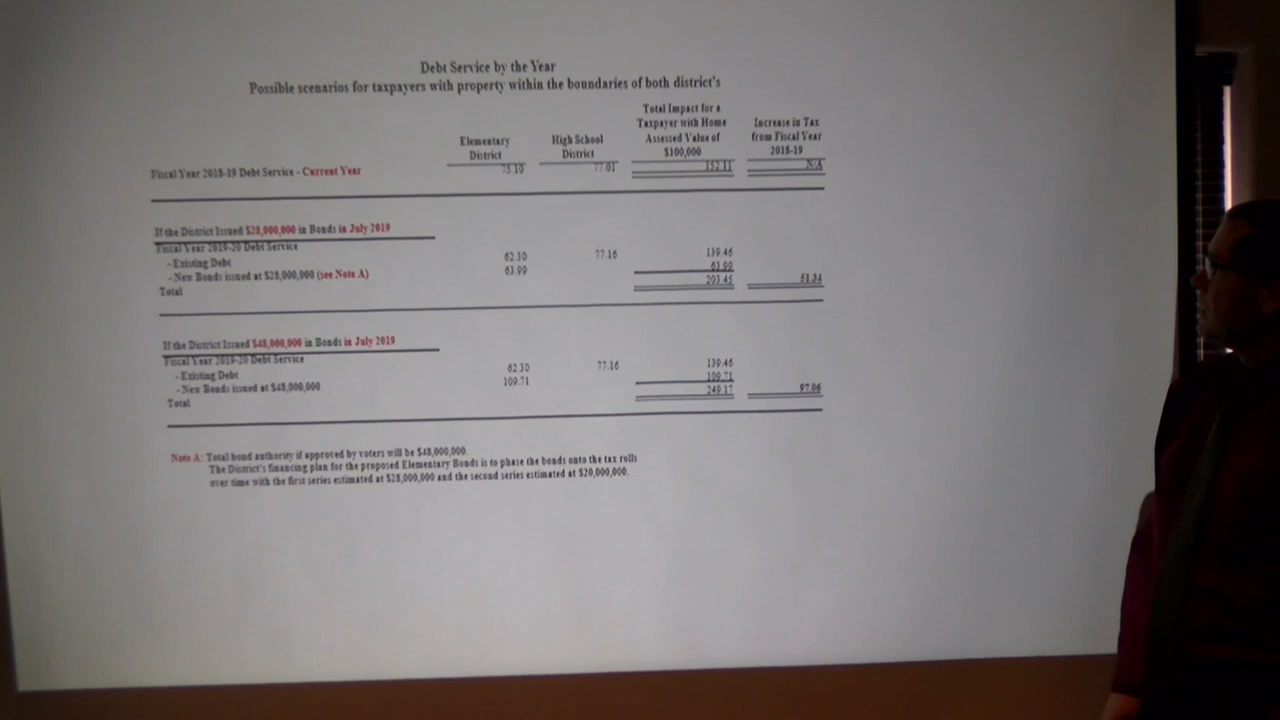 Debt Service by the Year
Possible scenarios for taxpayers with property within the boundaries of both district's
Elementary District
High School District
Total Impact for a Taxpayer with Home Assessed Value of $100,000
Increase in Tax from Fiscal Year 2018-19
Fiscal Year 2018-19 Debt Service - Current Year 75.10 77.01 152.11 N/A
If the District Issued $28,000,000 in Bonds in July 2019
Fiscal Year 2019-20 Debt Service
- Existing Debt 62.30 77.16 139.46
- New Bonds issued at $28,000,000 (see Note A) 63.99 63.99
Total 203.45 51.34
If the District Issued $48,000,000 in Bonds in July 2019
Fiscal Year 2019-20 Debt Service
- Existing Debt 62.30 77.16 139.46
- New Bonds issued at $48,000,000 109.71 109.71
Total 249.17 97.06
Note A: Total bond authority if approved by voters will be $48,000,000.
The District's financing plan for the proposed Elementary Bonds is to phase the bonds onto the tax rolls
over time with the first series estimated at $28,000,000 and the second series estimated at $20,000,000.